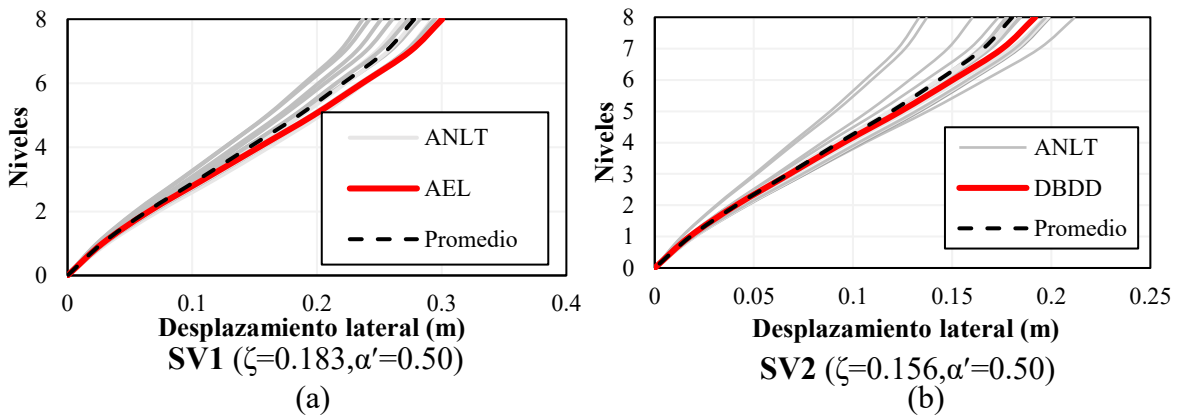 8
6
4
2
0
Niveles
ANLT
AEL
Promedio
0 0.1 0.2 0.3 0.4
Desplazamiento lateral (m)
SV1 (ζ=0.183,α′=0.50)
(a)
8
7
6
5
4
3
2
1
0
Niveles
ANLT
DBDD
Promedio
0 0.05 0.1 0.15 0.2 0.25
Desplazamiento lateral (m)
SV2 (ζ=0.156,α′=0.50)
(b)